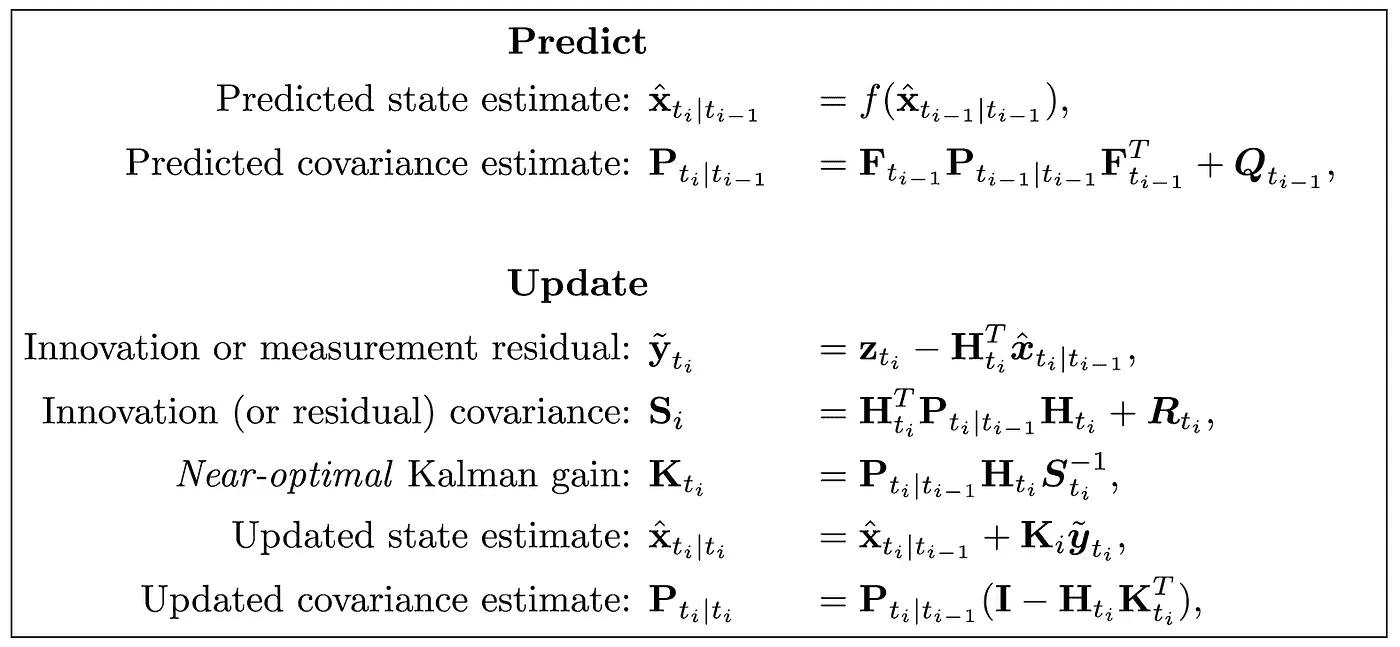 Predict
Predicted state estimate: $\hat{\mathbf{x}}_{t_i|t_{i-1}} = f(\hat{\mathbf{x}}_{t_{i-1}|t_{i-1}}),$
Predicted covariance estimate: $\mathbf{P}_{t_i|t_{i-1}} = \mathbf{F}_{t_{i-1}}\mathbf{P}_{t_{i-1}|t_{i-1}}\mathbf{F}_{t_{i-1}}^T + \boldsymbol{Q}_{t_{i-1}},$
Update
Innovation or measurement residual: $\tilde{\mathbf{y}}_{t_i} = \mathbf{z}_{t_i} - \mathbf{H}_{t_i}^T\hat{\boldsymbol{x}}_{t_i|t_{i-1}},$
Innovation (or residual) covariance: $\mathbf{S}_i = \mathbf{H}_{t_i}^T\mathbf{P}_{t_i|t_{i-1}}\mathbf{H}_{t_i} + \boldsymbol{R}_{t_i},$
Near-optimal Kalman gain: $\mathbf{K}_{t_i} = \mathbf{P}_{t_i|t_{i-1}}\mathbf{H}_{t_i}\boldsymbol{S}_{t_i}^{-1},$
Updated state estimate: $\hat{\mathbf{x}}_{t_i|t_i} = \hat{\mathbf{x}}_{t_i|t_{i-1}} + \mathbf{K}_i\tilde{\boldsymbol{y}}_{t_i},$
Updated covariance estimate: $\mathbf{P}_{t_i|t_i} = \mathbf{P}_{t_i|t_{i-1}}(\mathbf{I} - \mathbf{H}_{t_i}\mathbf{K}_{t_i}^T),$